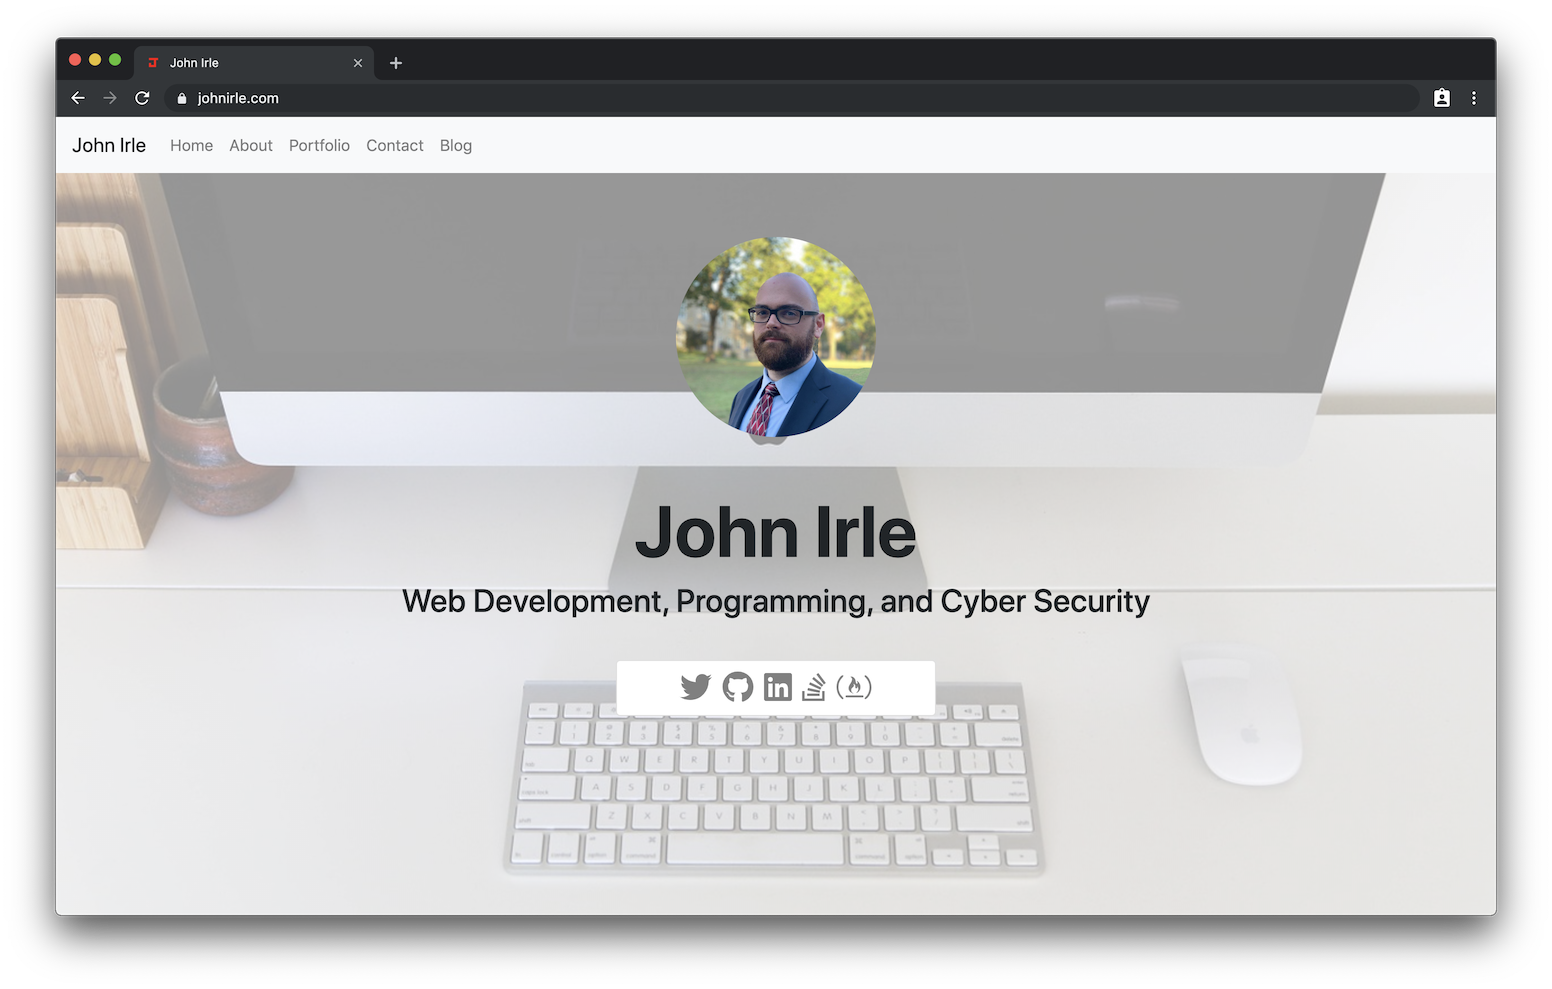 John Irle
johnirle.com
John Irle Home About Portfolio Contact Blog
John Irle
Web Development, Programming, and Cyber Security
in
Q W E R T Y U I O P
A S D F G H J K L
Z X C V B N M